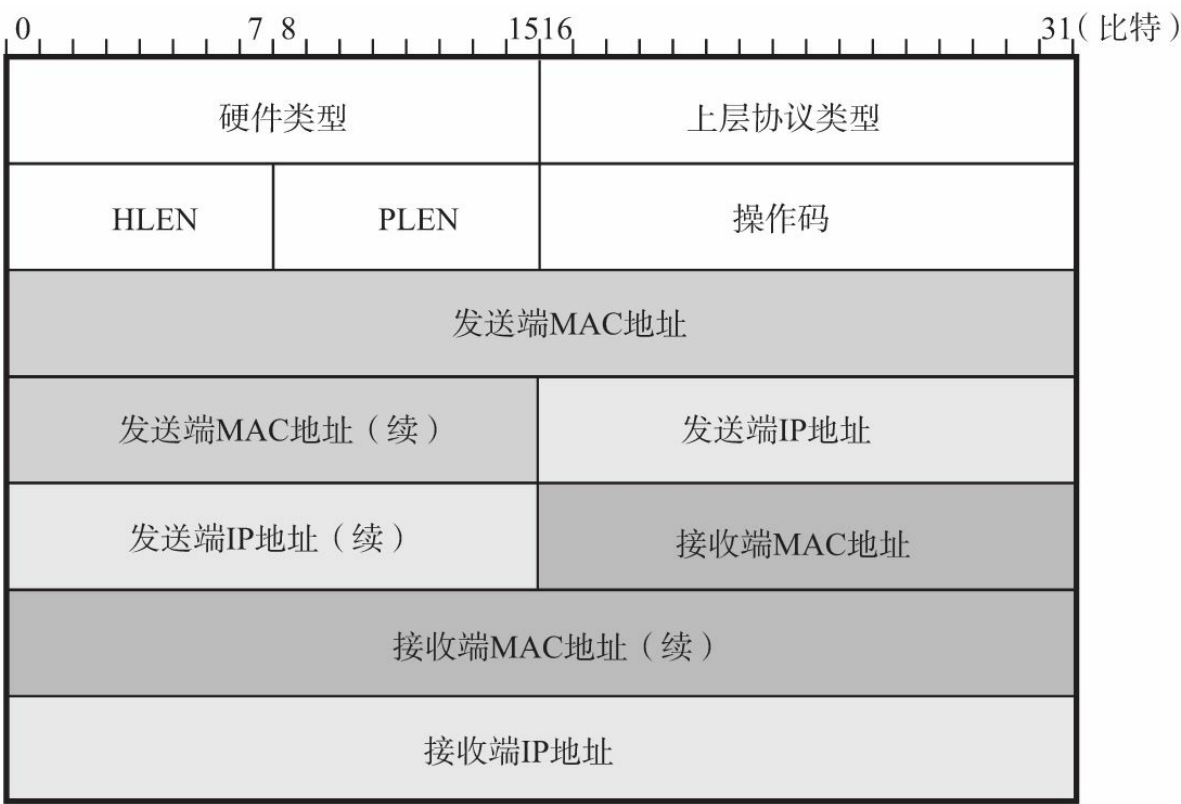 0 7 8 1516 31(比特)
硬件类型 上层协议类型
HLEN PLEN 操作码
发送端MAC地址
发送端MAC地址(续) 发送端IP地址
发送端IP地址(续) 接收端MAC地址
接收端MAC地址(续)
接收端IP地址